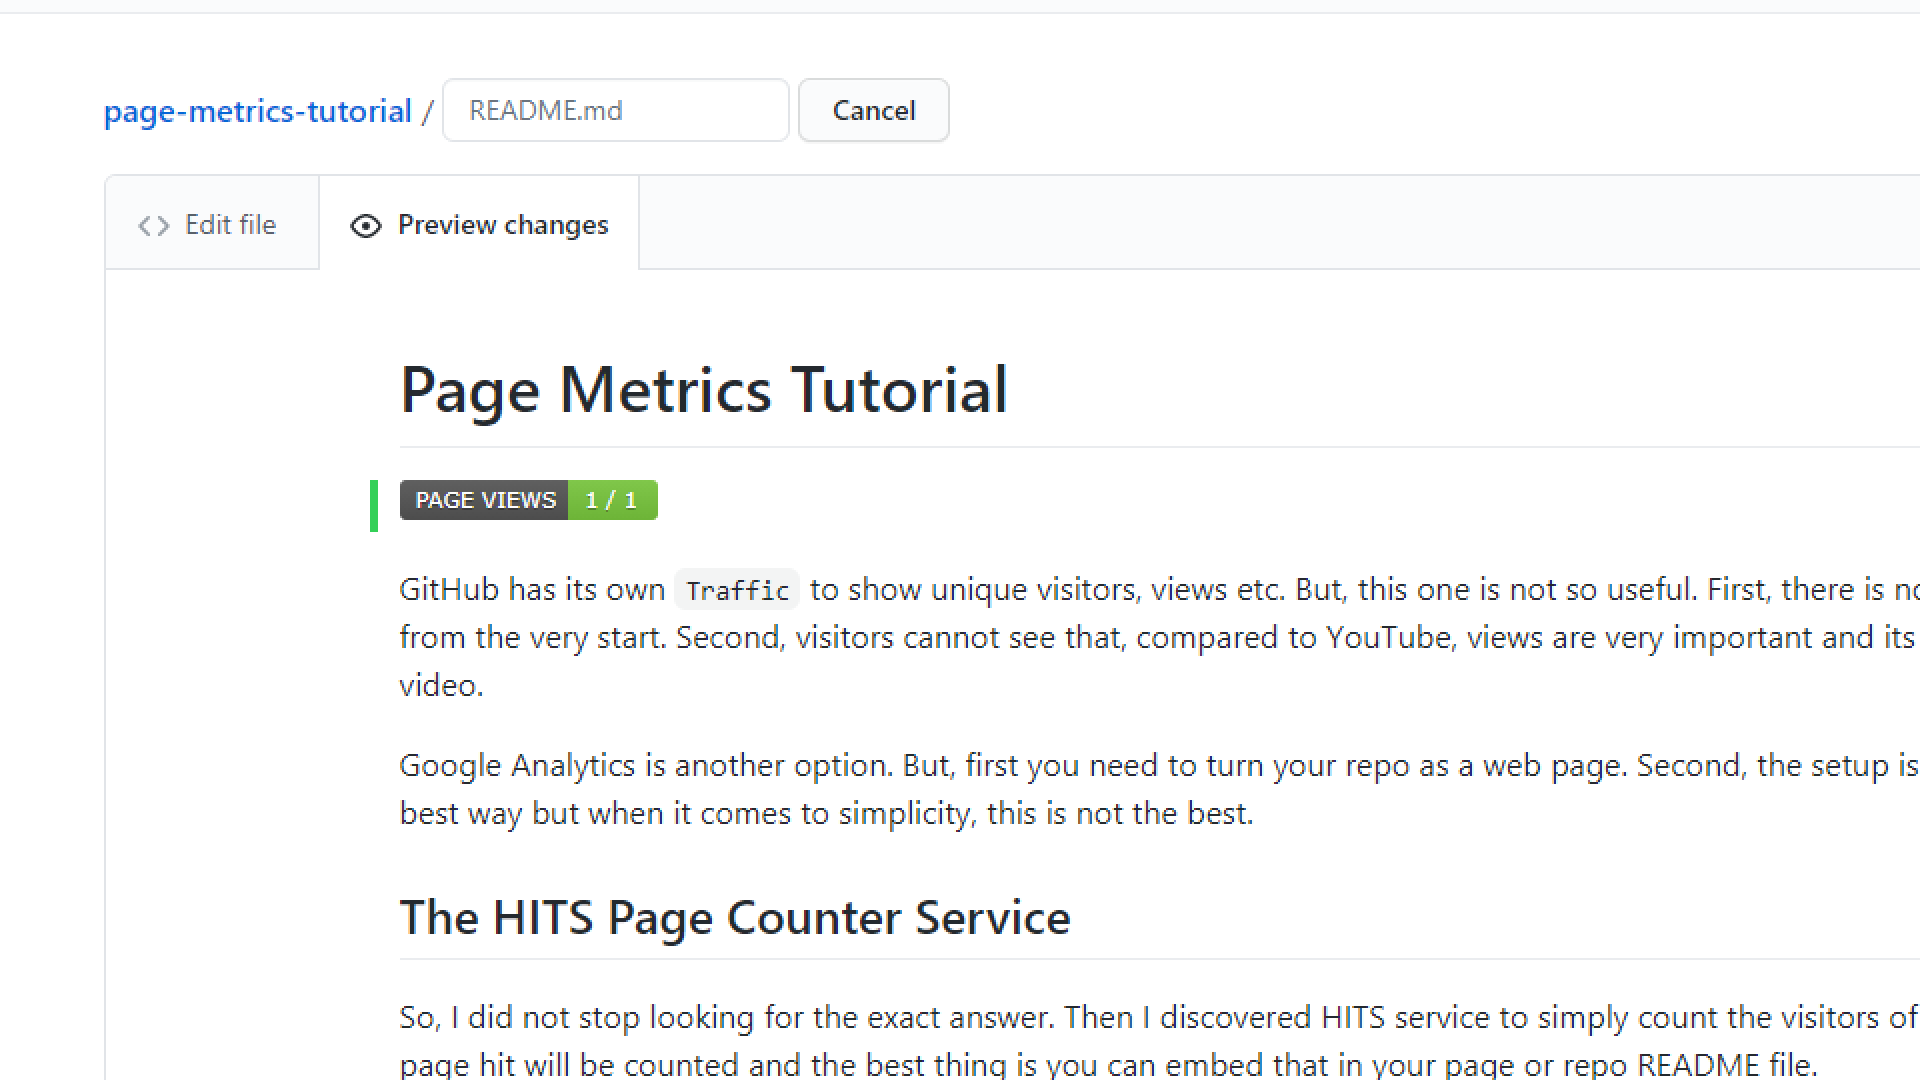 page-metrics-tutorial / README.md Cancel
Edit file Preview changes
Page Metrics Tutorial
PAGE VIEWS 1 / 1
GitHub has its own Traffic to show unique visitors, views etc. But, this one is not so useful. First, there is
from the very start. Second, visitors cannot see that, compared to YouTube, views are very important and its
video.
Google Analytics is another option. But, first you need to turn your repo as a web page. Second, the setup is
best way but when it comes to simplicity, this is not the best.
The HITS Page Counter Service
So, I did not stop looking for the exact answer. Then I discovered HITS service to simply count the visitors of
page hit will be counted and the best thing is you can embed that in your page or repo README file.